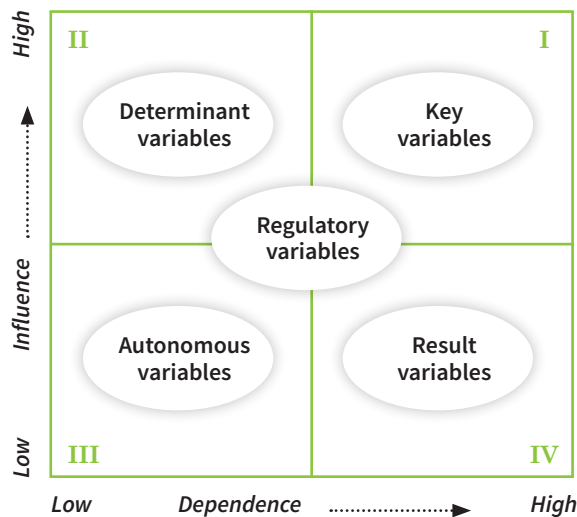 High
II
I
Determinant
variables
Key
variables
Regulatory
variables
Influence
Autonomous
variables
Result
variables
Low
III
IV
Low
Dependence
High